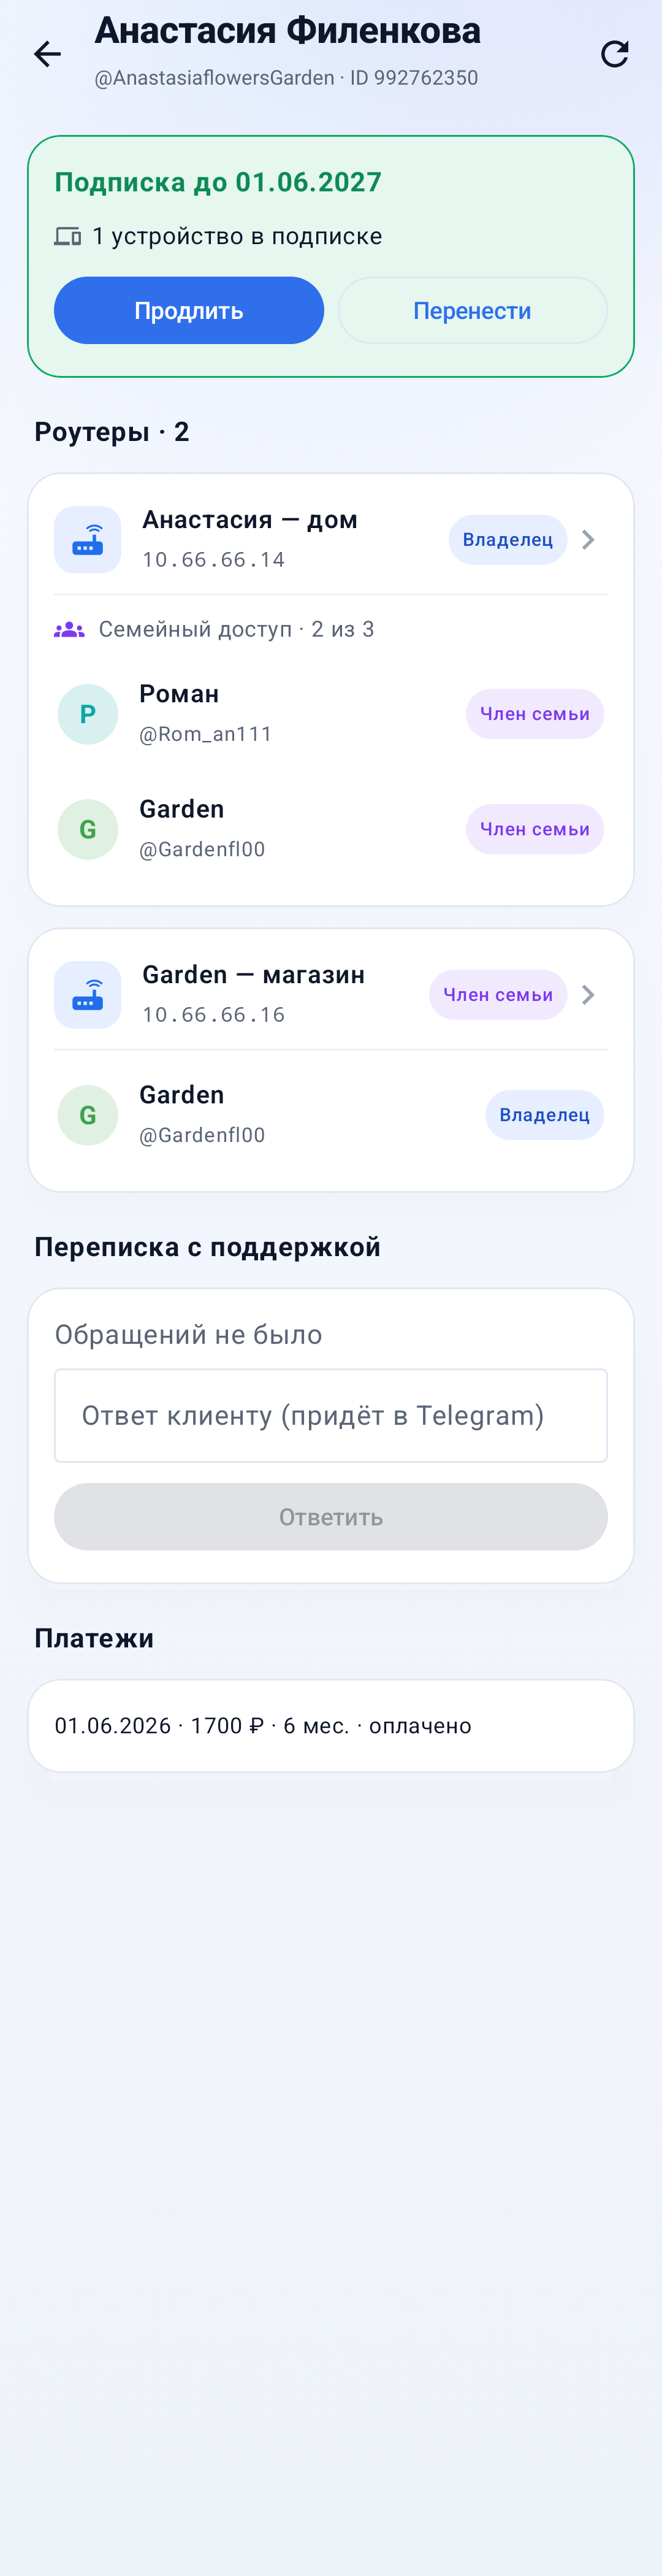 Анастасия Филенкова
@AnastasiaflowersGarden · ID 992762350
Подписка до 01.06.2027
1 устройство в подписке
Продлить
Перенести
Роутеры · 2
Анастасия — дом
10.66.66.14
Владелец
Семейный доступ · 2 из 3
Р
Роман
@Rom_an111
Член семьи
G
Garden
@Gardenfl00
Член семьи
Garden — магазин
10.66.66.16
Член семьи
G
Garden
@Gardenfl00
Владелец
Переписка с поддержкой
Обращений не было
Ответ клиенту (придёт в Telegram)
Ответить
Платежи
01.06.2026 · 1700 ₽ · 6 мес. · оплачено